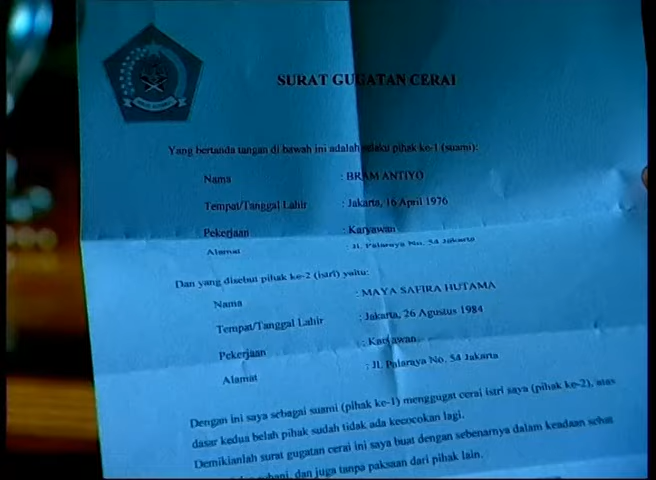 SURAT GUGATAN CERAI
Yang bertanda tangan di bawah ini adalah selaku pihak ke-1 (suami):
Nama : BRAM ANTIYO
Tempat/Tanggal Lahir : Jakarta, 16 April 1976
Pekerjaan : Karyawan
Alamat : Jl. Palaraya No. 54 Jakarta
Dan yang disebut pihak ke-2 (isteri) yaitu:
Nama : MAYA SAFIRA HUTAMA
Tempat/Tanggal Lahir : Jakarta, 26 Agustus 1984
Pekerjaan : Karyawan
Alamat : Jl. Palaraya No. 54 Jakarta
Dengan ini saya sebagai suami (pihak ke-1) menggugat cerai istri saya (pihak ke-2), atas
dasar kedua belah pihak sudah tidak ada kecocokan lagi.
Demikianlah surat gugatan cerai ini saya buat dengan sebenarnya dalam keadaan sehat
dan juga tanpa paksaan dari pihak lain.